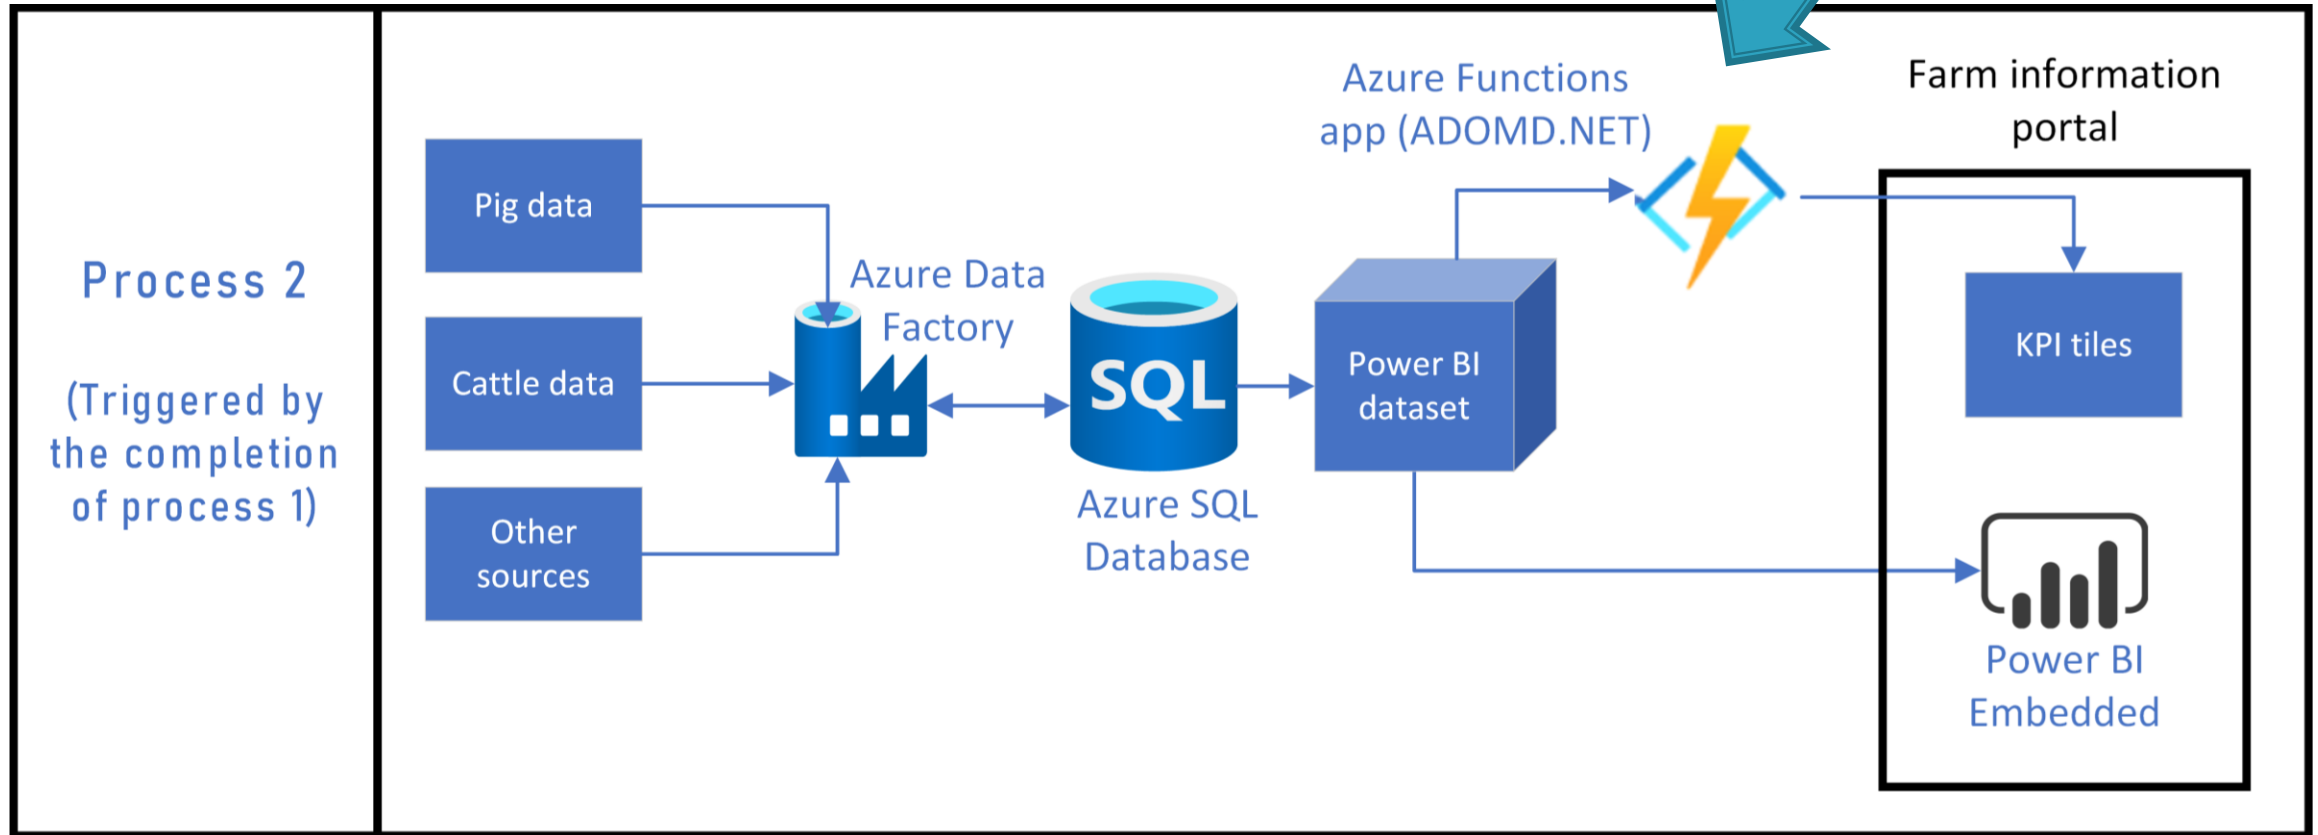 Process 2
(Triggered by
the completion
of process 1)
Pig data
Cattle data
Other
sources
Azure Data
Factory
SQL
Azure SQL
Database
Power BI
dataset
Azure Functions
app (ADOMD.NET)
Farm information
portal
KPI tiles
Power BI
Embedded